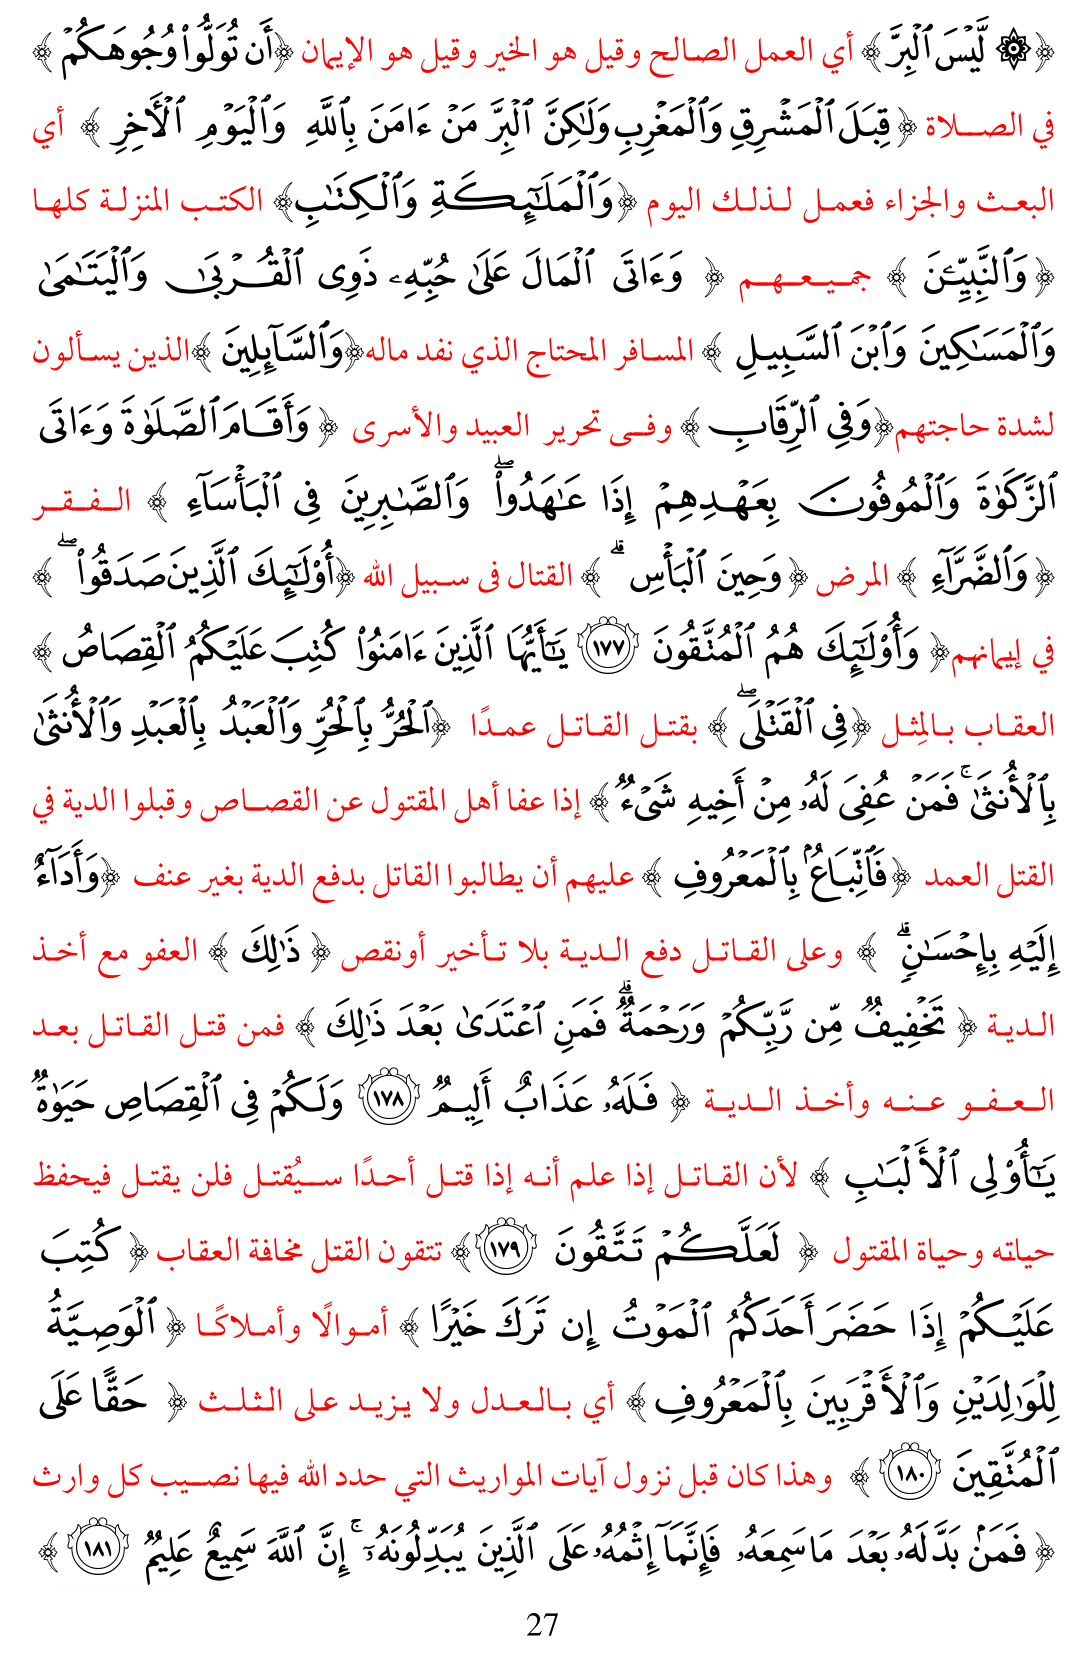 ﴿۞ لَّيْسَ ٱلْبِرَّ﴾ أي العمل الصالح وقيل هو الخير وقيل هو الإيمان ﴿أَن تُوَلُّوا۟ وُجُوهَكُمْ﴾
في الصلاة ﴿قِبَلَ ٱلْمَشْرِقِ وَٱلْمَغْرِبِ وَلَٰكِنَّ ٱلْبِرَّ مَنْ ءَامَنَ بِٱللَّهِ وَٱلْيَوْمِ ٱلْأَخِرِ﴾ أي
البعث والجزاء فعمل لذلك اليوم ﴿وَٱلْمَلَٰٓئِكَةِ وَٱلْكِتَٰبِ﴾ الكتب المنزلة كلها
﴿وَٱلنَّبِيِّـۧنَ﴾ جميعهم ﴿وَءَاتَى ٱلْمَالَ عَلَىٰ حُبِّهِۦ ذَوِى ٱلْقُرْبَىٰ وَٱلْيَتَٰمَىٰ
وَٱلْمَسَٰكِينَ وَٱبْنَ ٱلسَّبِيلِ﴾ المسافر المحتاج الذي نفد ماله ﴿وَٱلسَّآئِلِينَ﴾ الذين يسألون
لشدة حاجتهم ﴿وَفِى ٱلرِّقَابِ﴾ وفى تحرير العبيد والأسرى ﴿وَأَقَامَ ٱلصَّلَوٰةَ وَءَاتَى
ٱلزَّكَوٰةَ وَٱلْمُوفُونَ بِعَهْدِهِمْ إِذَا عَٰهَدُوا۟ ۖ وَٱلصَّٰبِرِينَ فِى ٱلْبَأْسَآءِ﴾ الفقر
﴿وَٱلضَّرَّآءِ﴾ المرض ﴿وَحِينَ ٱلْبَأْسِ ۗ﴾ القتال فى سبيل الله ﴿أُو۟لَٰٓئِكَ ٱلَّذِينَ صَدَقُوا۟ ۖ﴾
في إيمانهم ﴿وَأُو۟لَٰٓئِكَ هُمُ ٱلْمُتَّقُونَ ١٧٧ يَٰٓأَيُّهَا ٱلَّذِينَ ءَامَنُوا۟ كُتِبَ عَلَيْكُمُ ٱلْقِصَاصُ﴾
العقاب بالمِثل ﴿فِى ٱلْقَتْلَى ۖ﴾ بقتل القاتل عمدًا ﴿ٱلْحُرُّ بِٱلْحُرِّ وَٱلْعَبْدُ بِٱلْعَبْدِ وَٱلْأُنثَىٰ
بِٱلْأُنثَىٰ ۚ فَمَنْ عُفِىَ لَهُۥ مِنْ أَخِيهِ شَىْءٌ﴾ إذا عفا أهل المقتول عن القصاص وقبلوا الدية في
القتل العمد ﴿فَٱتِّبَاعٌۢ بِٱلْمَعْرُوفِ﴾ عليهم أن يطالبوا القاتل بدفع الدية بغير عنف ﴿وَأَدَآءٌ
إِلَيْهِ بِإِحْسَٰنٍ ۗ﴾ وعلى القاتل دفع الدية بلا تأخير أونقص ﴿ذَٰلِكَ﴾ العفو مع أخذ
الدية ﴿تَخْفِيفٌ مِّن رَّبِّكُمْ وَرَحْمَةٌ ۗ فَمَنِ ٱعْتَدَىٰ بَعْدَ ذَٰلِكَ﴾ فمن قتل القاتل بعد
العفو عنه وأخذ الدية ﴿فَلَهُۥ عَذَابٌ أَلِيمٌ ١٧٨ وَلَكُمْ فِى ٱلْقِصَاصِ حَيَوٰةٌ
يَٰٓأُو۟لِى ٱلْأَلْبَٰبِ﴾ لأن القاتل إذا علم أنه إذا قتل أحدًا سيُقتل فلن يقتل فيحفظ
حياته وحياة المقتول ﴿لَعَلَّكُمْ تَتَّقُونَ ١٧٩﴾ تتقون القتل مخافة العقاب ﴿كُتِبَ
عَلَيْكُمْ إِذَا حَضَرَ أَحَدَكُمُ ٱلْمَوْتُ إِن تَرَكَ خَيْرًا﴾ أموالًا وأملاكًا ﴿ٱلْوَصِيَّةُ
لِلْوَٰلِدَيْنِ وَٱلْأَقْرَبِينَ بِٱلْمَعْرُوفِ﴾ أي بالعدل ولا يزيد على الثلث ﴿حَقًّا عَلَى
ٱلْمُتَّقِينَ ١٨٠﴾ وهذا كان قبل نزول آيات المواريث التي حدد الله فيها نصيب كل وارث
﴿فَمَنۢ بَدَّلَهُۥ بَعْدَ مَا سَمِعَهُۥ فَإِنَّمَآ إِثْمُهُۥ عَلَى ٱلَّذِينَ يُبَدِّلُونَهُۥٓ ۚ إِنَّ ٱللَّهَ سَمِيعٌ عَلِيمٌ ١٨١﴾
27